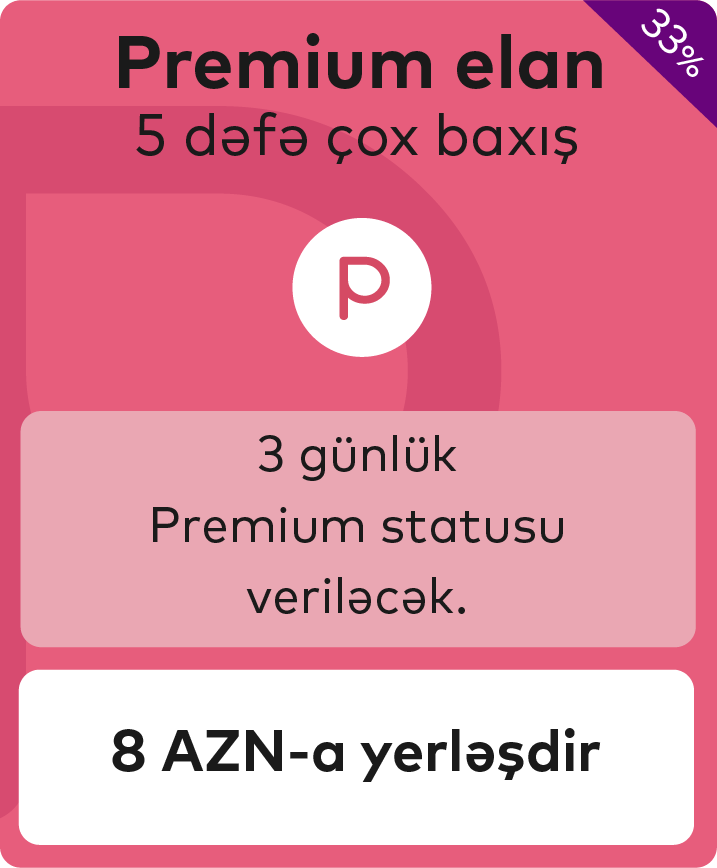 Premium elan
33%
5 dəfə çox baxış
P
3 günlük
Premium statusu
veriləcək.
8 AZN-a yerləşdir